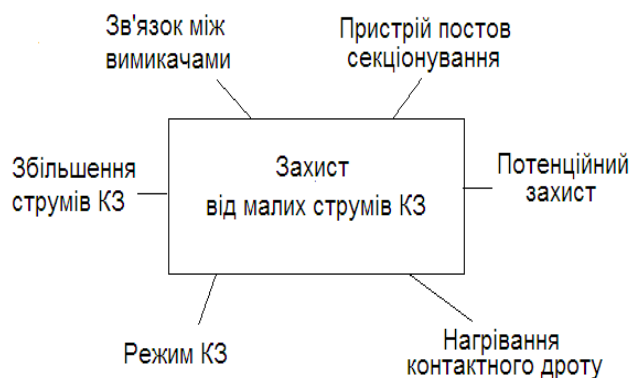 Зв'язок між
вимикачами
Пристрій постов
секціонування
Збільшення
струмів КЗ
Захист
від малих струмів КЗ
Потенційний
захист
Режим КЗ
Нагрівання
контактного дроту